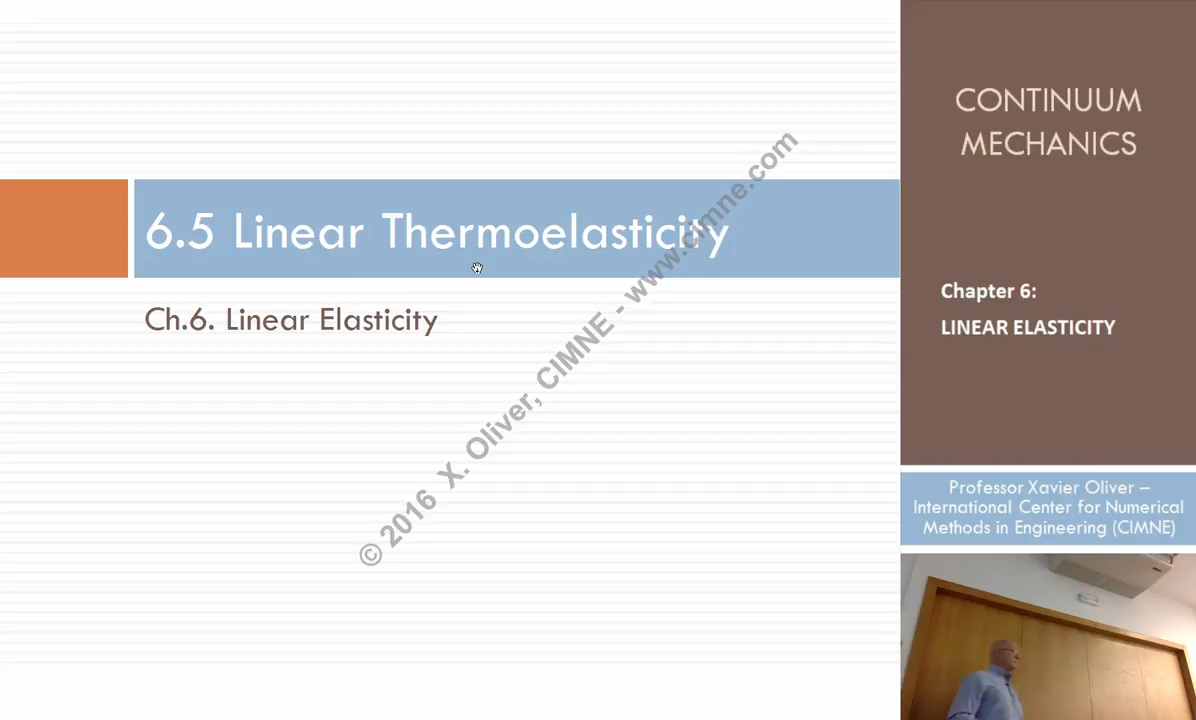 6.5 Linear Thermoelasticity
Ch.6. Linear Elasticity
© 2016 X. Oliver, CIMNE - www.cimne.com
CONTINUUM
MECHANICS
Chapter 6:
LINEAR ELASTICITY
Professor Xavier Oliver –
International Center for Numerical
Methods in Engineering (CIMNE)